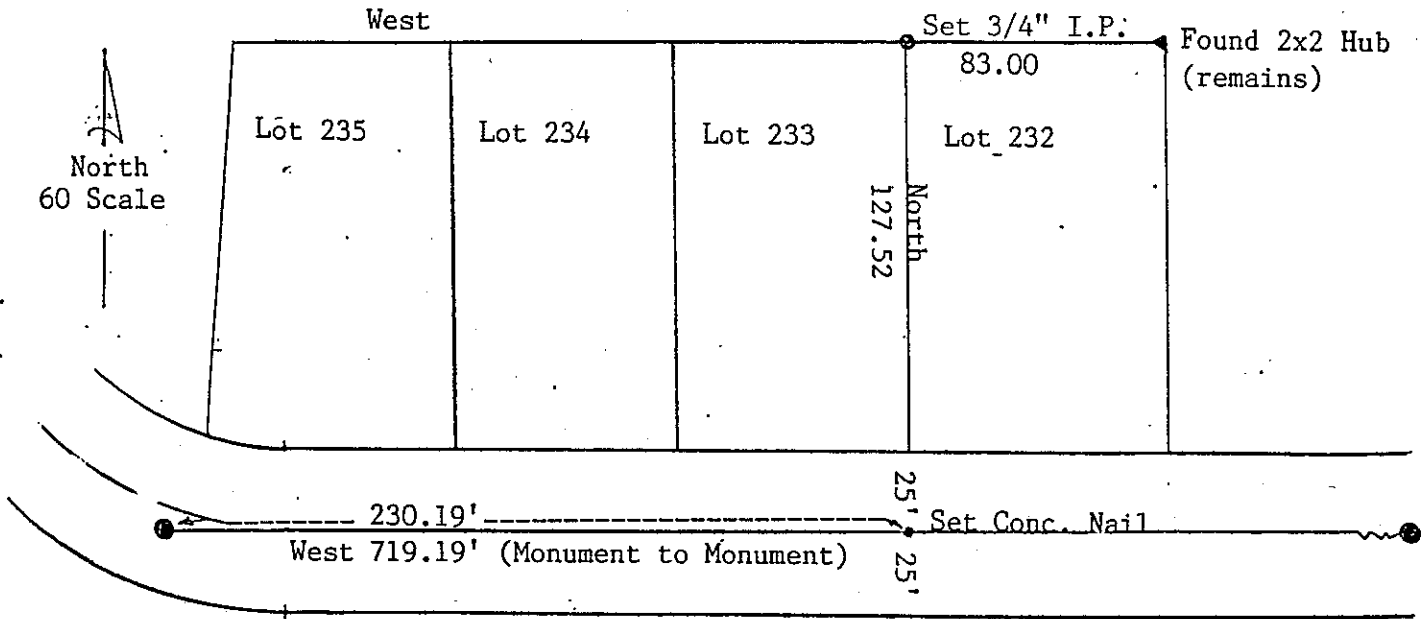 West
Set 3/4" I.P.
83.00
Found 2x2 Hub
(remains)
Lot 235
Lot 234
Lot 233
Lot 232
North
60 Scale
North
127.52
25'
230.19'
Set Conc. Nail
West 719.19' (Monument to Monument)
25'